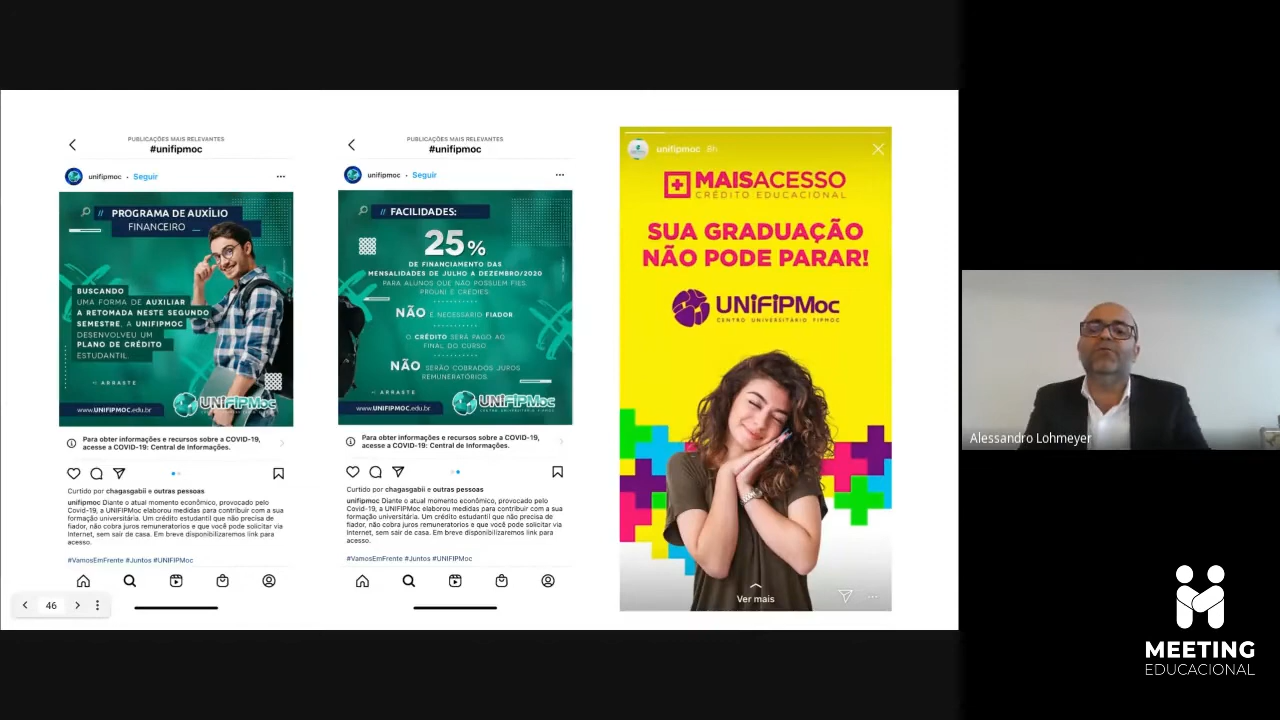 PUBLICAÇÕES MAIS RELEVANTES
#unifipmoc
unifipmoc • Seguir
// PROGRAMA DE AUXÍLIO
FINANCEIRO
BUSCANDO
UMA FORMA DE AUXILIAR
A RETOMADA NESTE SEGUNDO
SEMESTRE, A UNIFIPMOC
DESENVOLVEU UM
PLANO DE CRÉDITO
ESTUDANTIL.
ARRASTE
www.UNIFIPMOC.edu.br
UNIFIPMoc
Para obter informações e recursos sobre a COVID-19,
acesse a COVID-19: Central de Informações.
Curtido por chagasgabii e outras pessoas
unifipmoc Diante o atual momento econômico, provocado pelo
Covid-19, a UNIFIPMoc elaborou medidas para contribuir com a sua
formação universitária. Um crédito estudantil que não precisa de
fiador, não cobra juros remuneratorios e que você pode solicitar via
Internet, sem sair de casa. Em breve disponibilizaremos link para
acesso.
#VamosEmFrente #Juntos #UNIFIPMoc
46
PUBLICAÇÕES MAIS RELEVANTES
#unifipmoc
unifipmoc • Seguir
// FACILIDADES:
25%
DE FINANCIAMENTO DAS
MENSALIDADES DE JULHO A DEZEMBRO/2020
PARA ALUNOS QUE NÃO POSSUEM FIES,
PROUNI E CREDIES.
NÃO É NECESSÁRIO FIADOR
O CRÉDITO SERÁ PAGO AO
FINAL DO CURSO
NÃO SERÃO COBRADOS JUROS
REMUNERATÓRIOS.
ARRASTE
www.UNIFIPMOC.edu.br
UNIFIPMoc
CENTRO UNIVERSITÁRIO FIPMOC
Para obter informações e recursos sobre a COVID-19,
acesse a COVID-19: Central de Informações.
Curtido por chagasgabii e outras pessoas
unifipmoc Diante o atual momento econômico, provocado pelo
Covid-19, a UNIFIPMoc elaborou medidas para contribuir com a sua
formação universitária. Um crédito estudantil que não precisa de
fiador, não cobra juros remuneratorios e que você pode solicitar via
Internet, sem sair de casa. Em breve disponibilizaremos link para
acesso.
#VamosEmFrente #Juntos #UNIFIPMoc
unifipmoc 8h
MAISACESSO
CRÉDITO EDUCACIONAL
SUA GRADUAÇÃO
NÃO PODE PARAR!
UNIFIPMoc
CENTRO UNIVERSITÁRIO FIPMOC
Ver mais
Alessandro Lohmeyer
MEETING
EDUCACIONAL